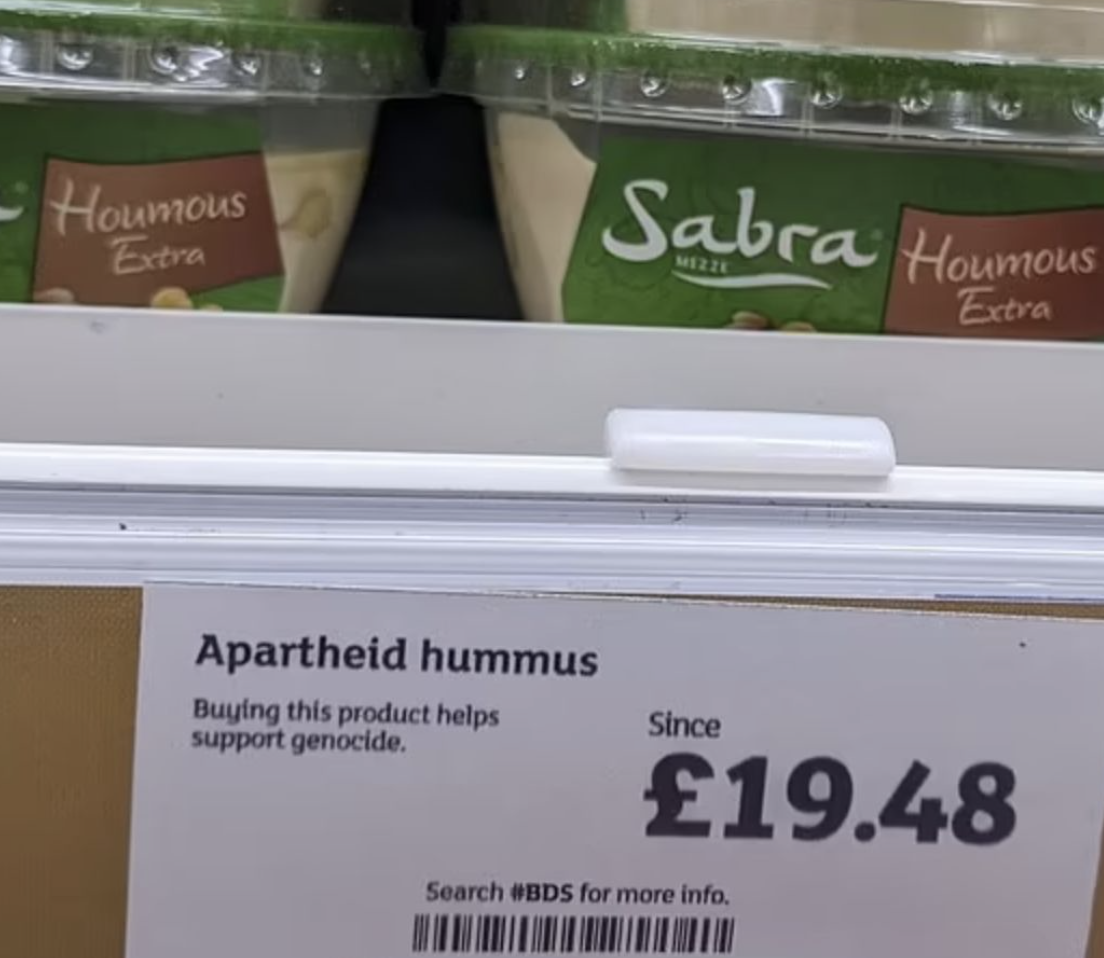 Houmous
Extra
Sabra
MEZZE
Houmous
Extra
Apartheid hummus
Buying this product helps
support genocide.
Since
£19.48
Search #BDS for more info.